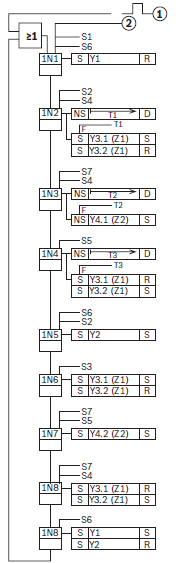 1
2
≥1
S1
S6
1N1 S Y1 R
S2
S4
1N2 NS T1 D
F T1
S Y3.1 (Z1) S
S Y3.2 (Z1) R
S7
S4
1N3 NS T2 D
F T2
S Y4.1 (Z2) S
S5
1N4 NS T3 D
F T3
S Y3.1 (Z1) R
S Y3.2 (Z1) S
S6
S2
1N5 S Y2 S
S3
1N6 S Y3.1 (Z1) S
S Y3.2 (Z1) R
S7
S5
1N7 S Y4.2 (Z2) S
S7
S4
1N8 S Y3.1 (Z1) R
S Y3.2 (Z1) S
S6
1N8 S Y1 S
S Y2 R